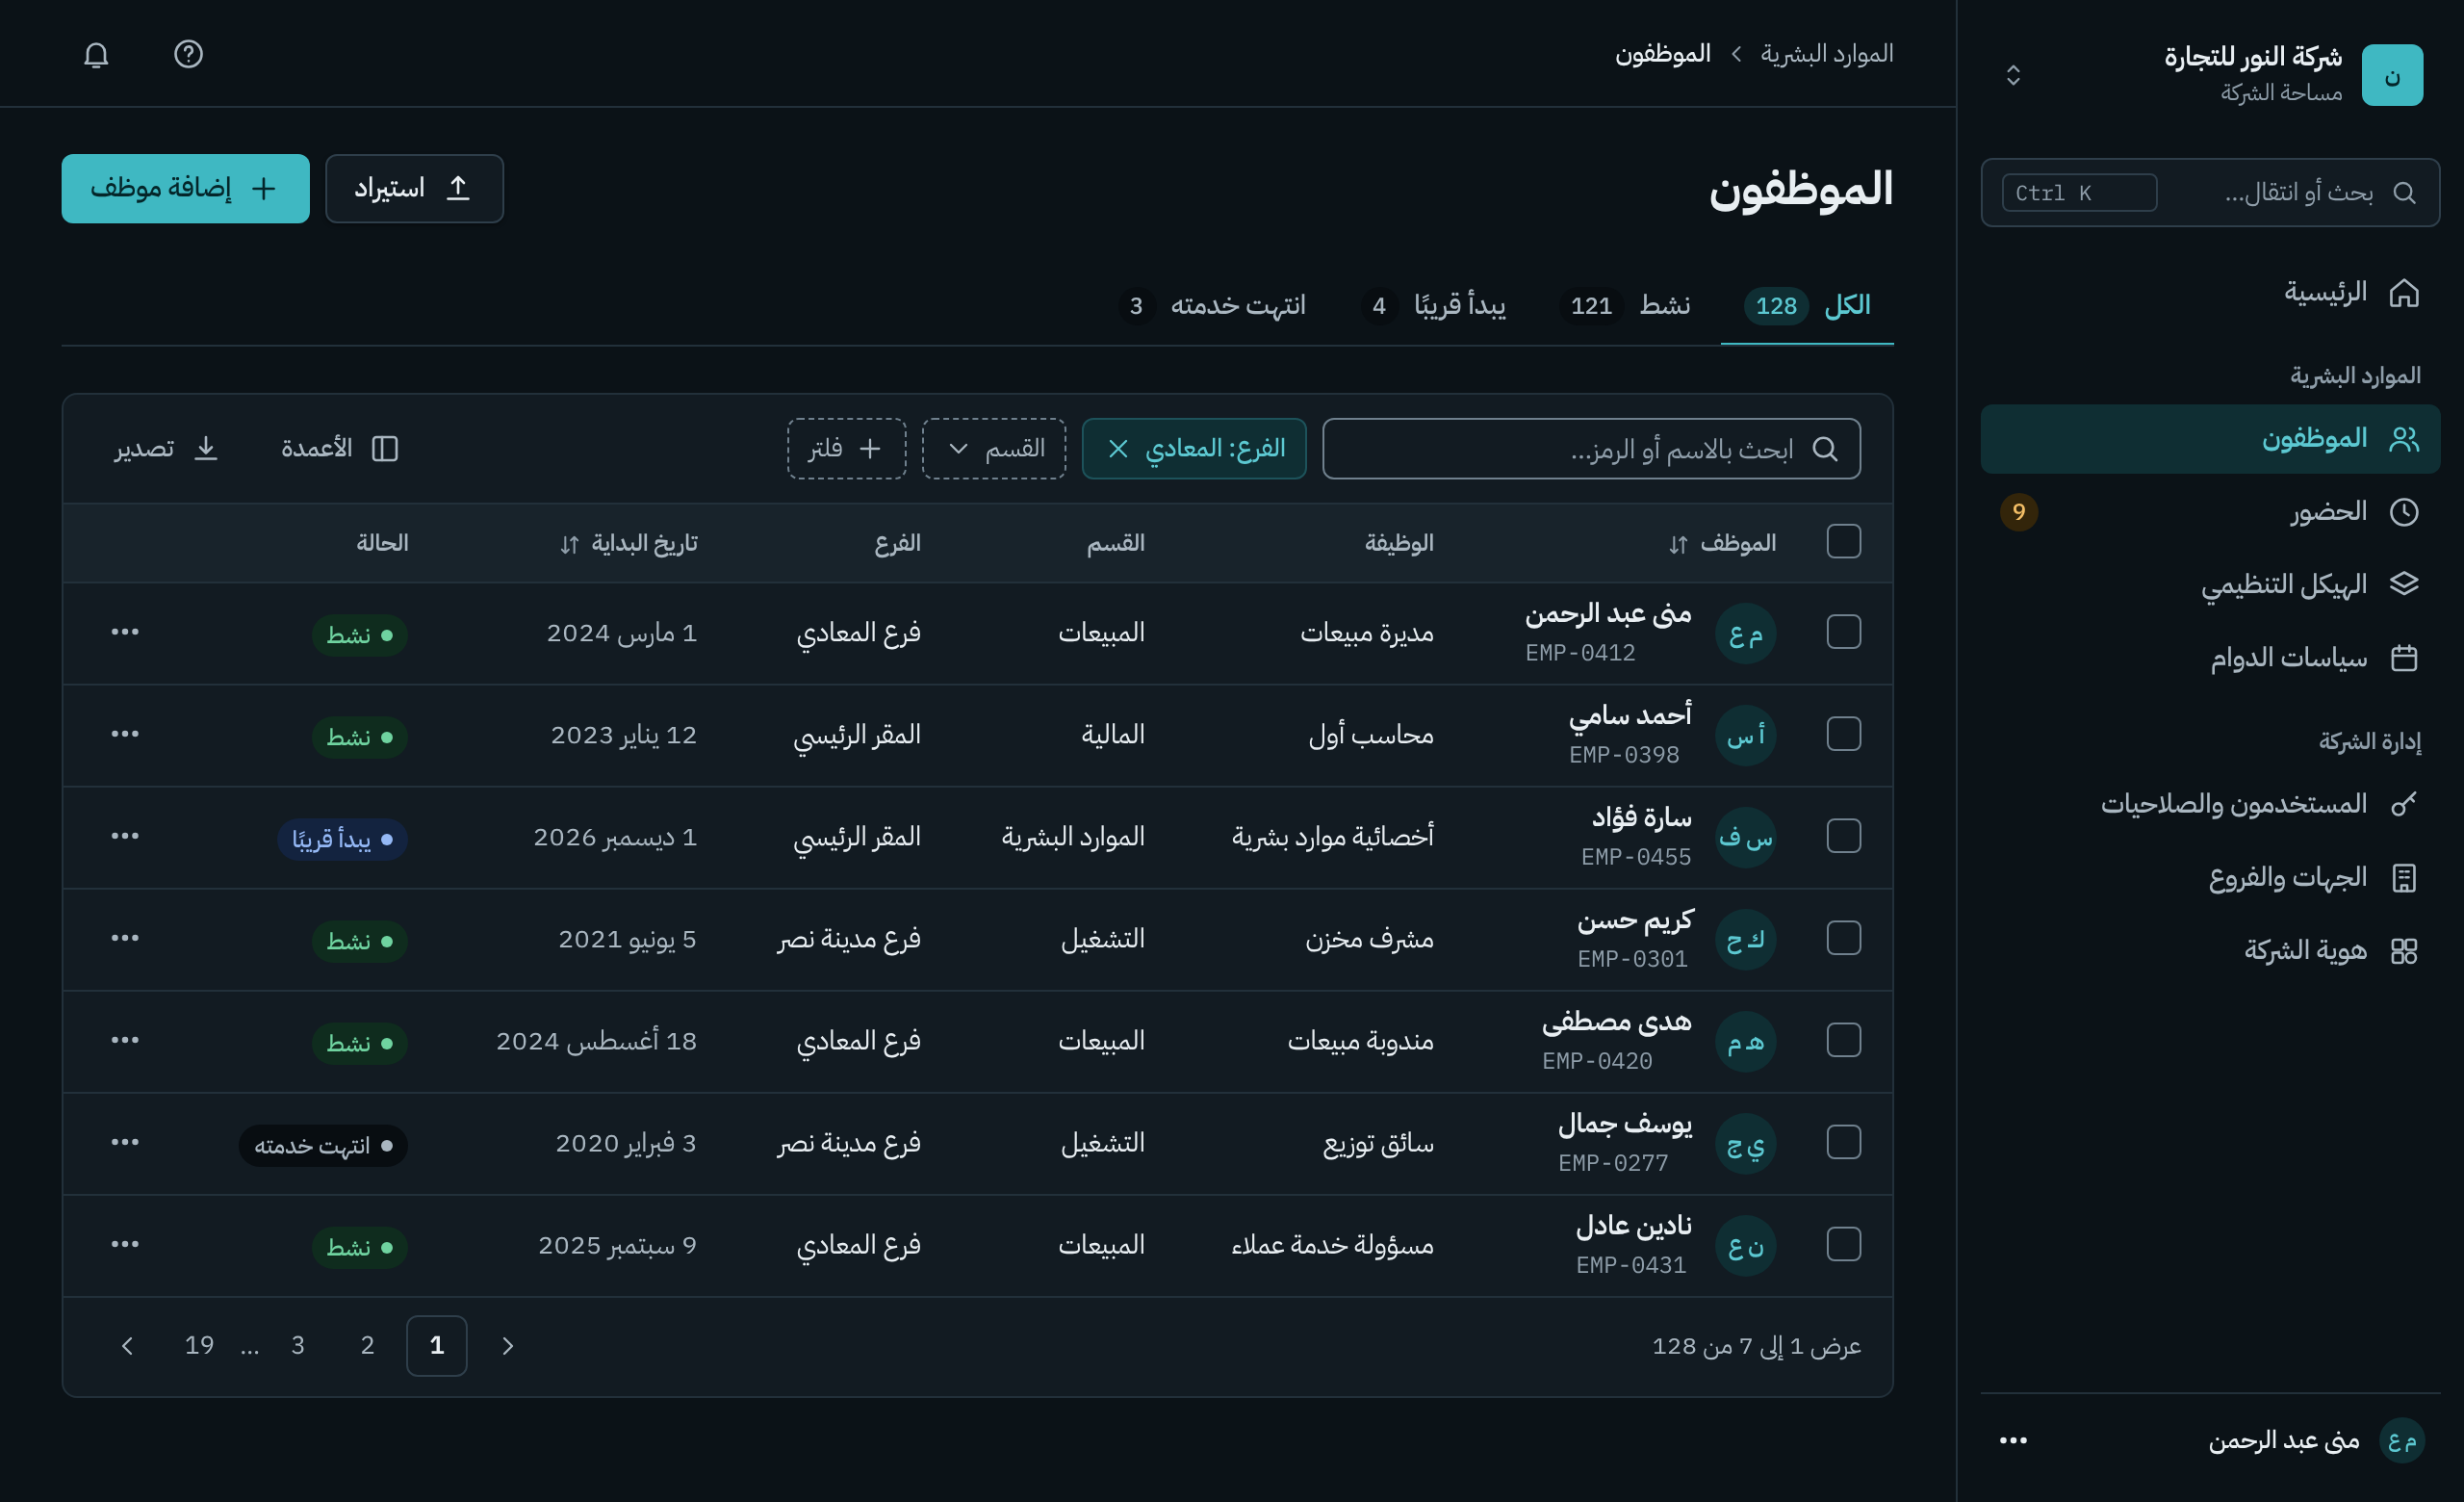 ن
شركة النور للتجارة
مساحة الشركة
بحث أو انتقال...
Ctrl K
الرئيسية
الموارد البشرية
الموظفون
الحضور
9
الهيكل التنظيمي
سياسات الدوام
إدارة الشركة
المستخدمون والصلاحيات
الجهات والفروع
هوية الشركة
م ع
منى عبد الرحمن
الموارد البشرية
الموظفون
الموظفون
استيراد
إضافة موظف
الكل 128
نشط 121
يبدأ قريبًا 4
انتهت خدمته 3
ابحث بالاسم أو الرمز...
الفرع: المعادي
القسم
فلتر
الأعمدة
تصدير
الموظف الوظيفة القسم الفرع تاريخ البداية الحالة
م ع منى عبد الرحمن مديرة مبيعات المبيعات فرع المعادي 1 مارس 2024 نشط
EMP-0412
أ س أحمد سامي محاسب أول المالية المقر الرئيسي 12 يناير 2023 نشط
EMP-0398
س ف سارة فؤاد أخصائية موارد بشرية الموارد البشرية المقر الرئيسي 1 ديسمبر 2026 يبدأ قريبًا
EMP-0455
ك ح كريم حسن مشرف مخزن التشغيل فرع مدينة نصر 5 يونيو 2021 نشط
EMP-0301
ه م هدى مصطفى مندوبة مبيعات المبيعات فرع المعادي 18 أغسطس 2024 نشط
EMP-0420
ي ج يوسف جمال سائق توزيع التشغيل فرع مدينة نصر 3 فبراير 2020 انتهت خدمته
EMP-0277
ن ع نادين عادل مسؤولة خدمة عملاء المبيعات فرع المعادي 9 سبتمبر 2025 نشط
EMP-0431
عرض 1 إلى 7 من 128
1 2 3 ... 19